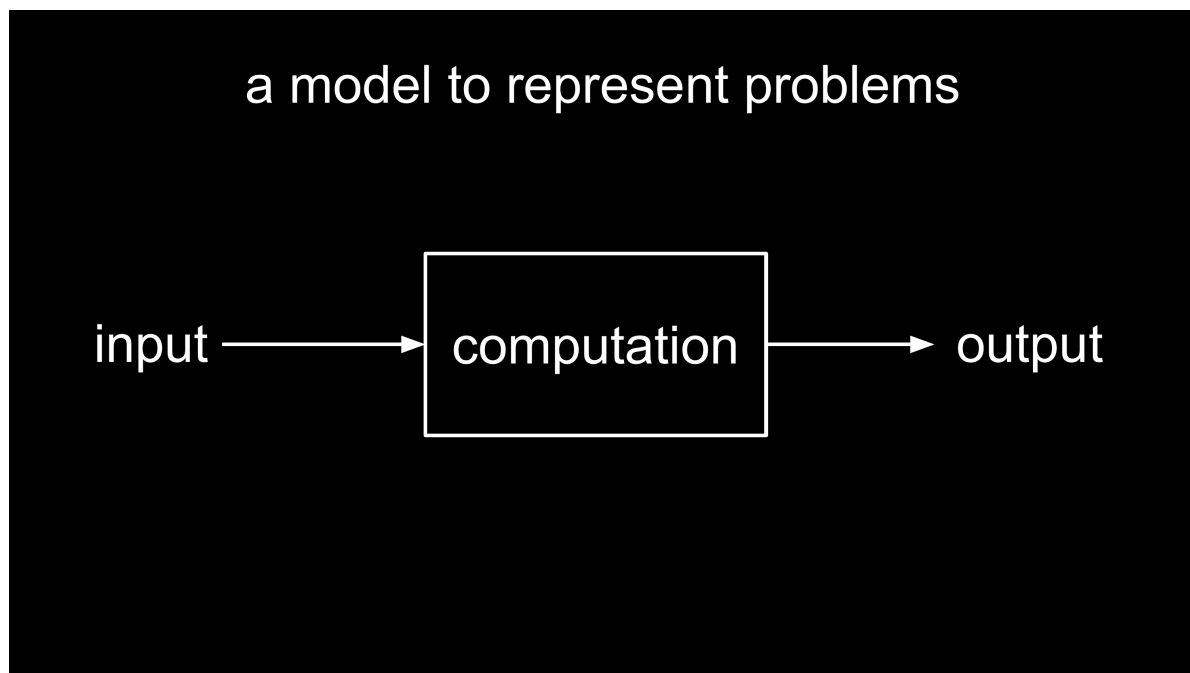 a model to represent problems
input
computation
output